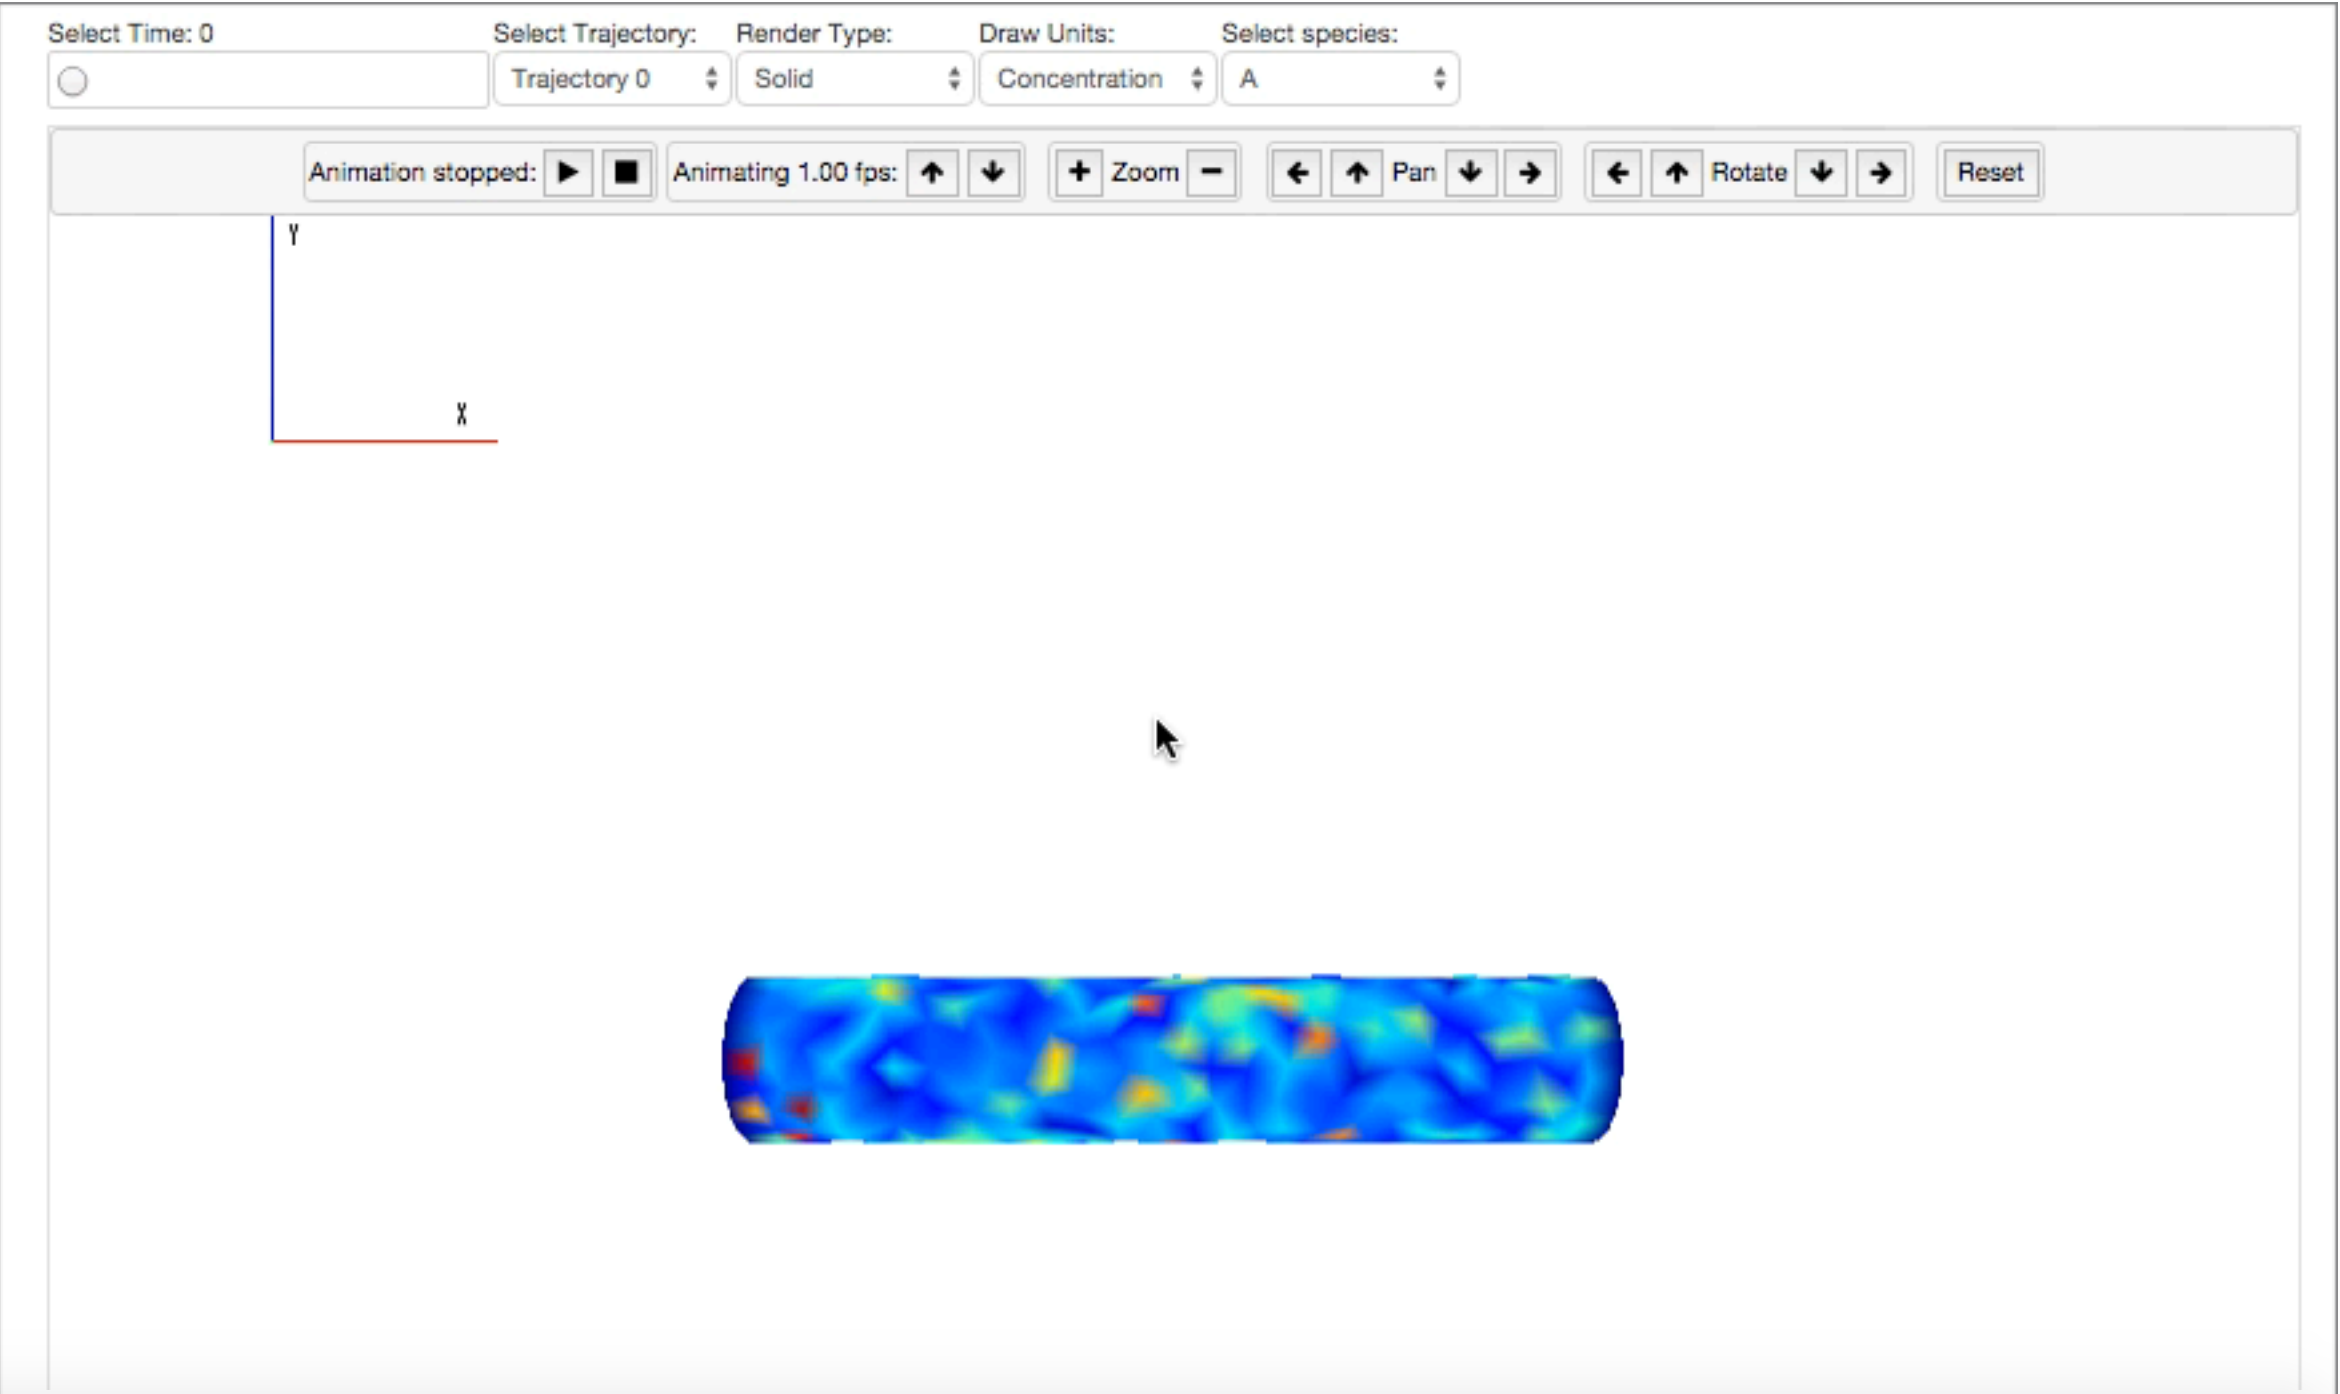 Select Time: 0 Select Trajectory: Render Type: Draw Units: Select species:
Trajectory 0 Solid Concentration A
Animation stopped: Animating 1.00 fps: Zoom Pan Rotate Reset
Y
X